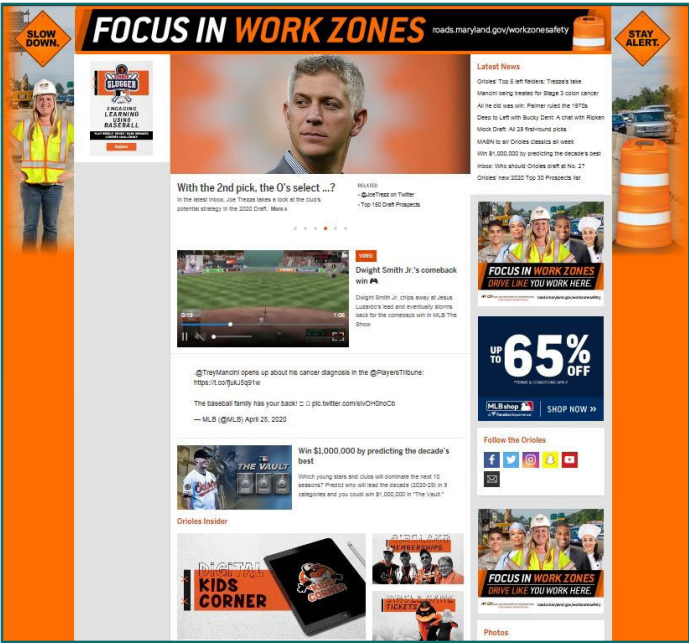 SLOW
DOWN.
FOCUS IN WORK ZONES
roads.maryland.gov/workzonesafety
STAY
ALERT.
SLUGGER
ENGAGING
LEARNING
USING
BASEBALL
Register
With the 2nd pick, the O's select ...?
In the latest Inbox, Joe Trezza takes a look at the club's
potential strategy in the 2020 Draft. More »
RELATED
› @JoeTrezz on Twitter
› Top 150 Draft Prospects
Latest News
Orioles' Top 5 left fielders: Trezza's take
Mancini being treated for Stage 3 colon cancer
All he did was win: Palmer ruled the 1970s
Deep to Left with Bucky Dent: A chat with Ripken
Mock Draft: All 29 first-round picks
MASN to air Orioles classics all week
Win $1,000,000 by predicting the decade's best
Inbox: Who should Orioles draft at No. 2?
Orioles' new 2020 Top 30 Prospects list
0:19
1:06
VIDEO
Dwight Smith Jr.'s comeback
win
Dwight Smith Jr. chips away at Jesus
Luzardo's lead and eventually storms
back for the comeback win in MLB The
Show
FOCUS IN WORK ZONES
DRIVE LIKE YOU WORK HERE.
roads.maryland.gov/workzonesafety
UP
TO
65%
OFF
*TERMS & CONDITIONS APPLY
MLBshop
SHOP NOW »
.@TreyMancini opens up about his cancer diagnosis in the @PlayersTribune:
https://t.co/fjukJ5q91w
The baseball family has your back!
— MLB (@MLB) April 28, 2020
Follow the Orioles
THE VAULT
Win $1,000,000 by predicting the decade's
best
Which young stars and clubs will dominate the next 10
seasons? Predict who will lead the decade (2020-29) in 9
categories and you could win $1,000,000 in "The Vault."
Orioles Insider
DIGITAL
KIDS
CORNER
BIRDLAND
MEMBERSHIPS
TICKETS
FOCUS IN WORK ZONES
DRIVE LIKE YOU WORK HERE.
roads.maryland.gov/workzonesafety
Photos